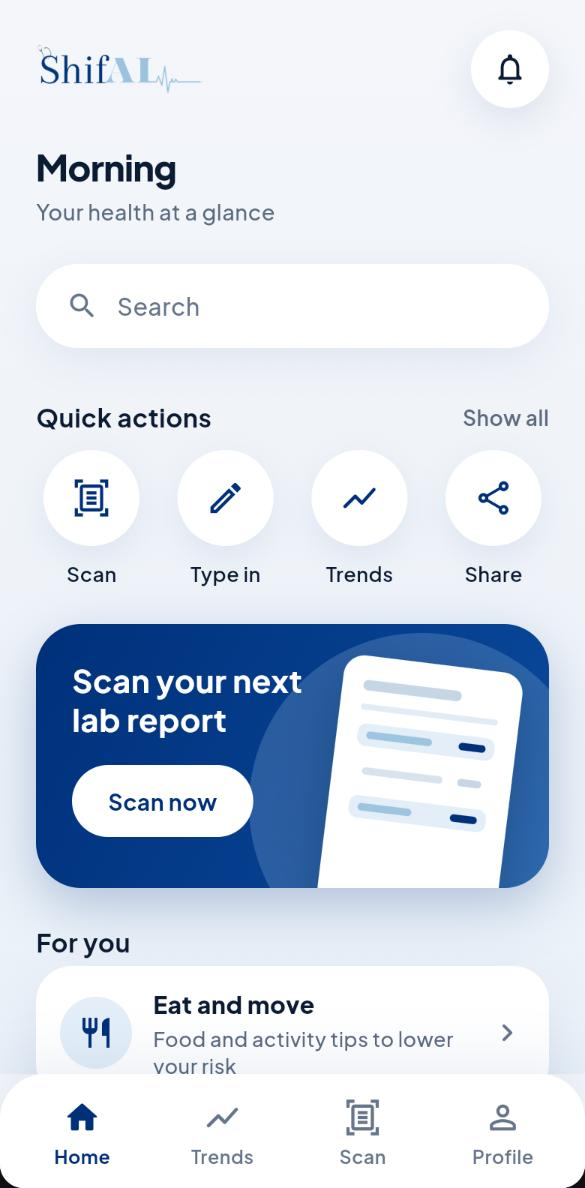 ShifAL
Morning
Your health at a glance
Search
Quick actions
Show all
Scan
Type in
Trends
Share
Scan your next
lab report
Scan now
For you
Eat and move
Food and activity tips to lower
your risk
Home
Trends
Scan
Profile